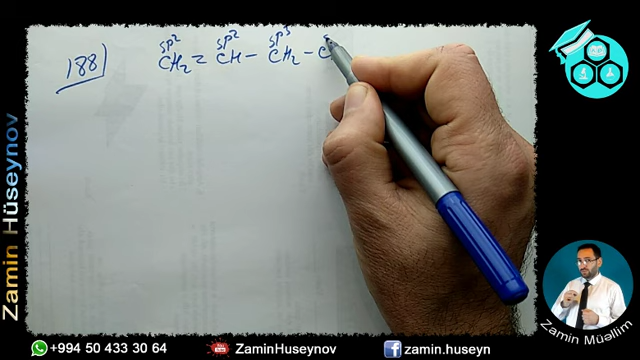 188)
sp² sp² sp³ s
CH₂ = CH - CH₂ - C
Zamin Hüseynov
Zamin Müəllim
+994 50 433 30 64
ZaminHuseynov
zamin.huseyn